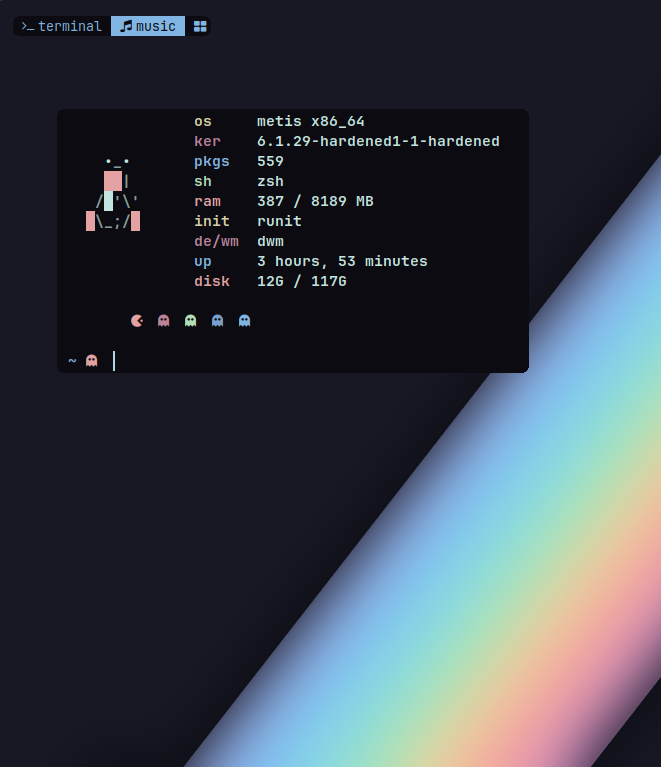 >_ terminal music
os metis x86_64
ker 6.1.29-hardened1-1-hardened
pkgs 559
sh zsh
ram 387 / 8189 MB
init runit
de/wm dwm
up 3 hours, 53 minutes
disk 12G / 117G
~